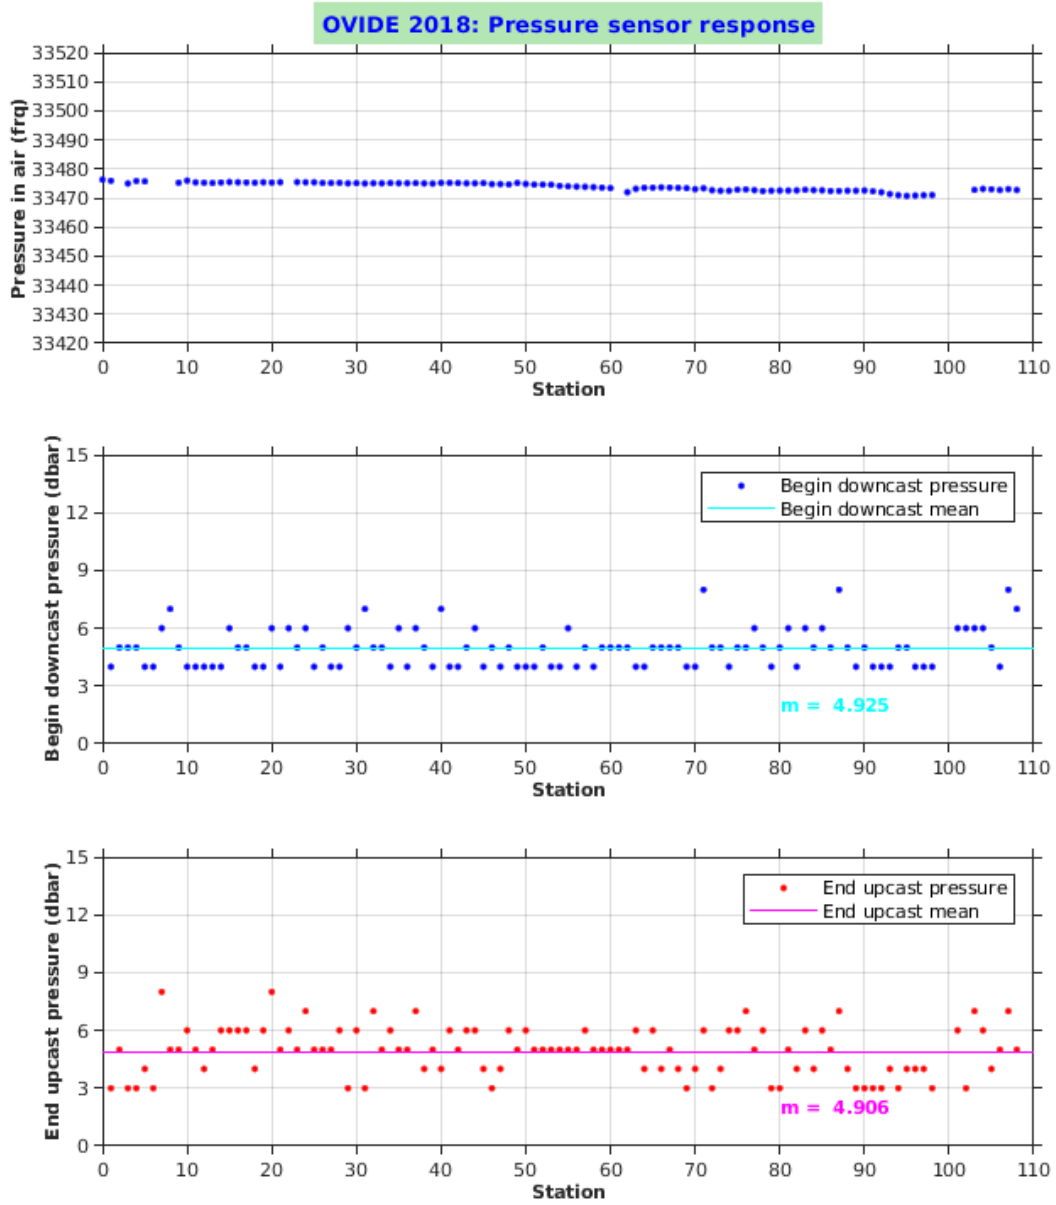 OVIDE 2018: Pressure sensor response
Pressure in air (frq)
33520
33510
33500
33490
33480
33470
33460
33450
33440
33430
33420
0 10 20 30 40 50 60 70 80 90 100 110
Station
Begin downcast pressure (dbar)
15
12
9
6
3
0
Begin downcast pressure
Begin downcast mean
m = 4.925
0 10 20 30 40 50 60 70 80 90 100 110
Station
End upcast pressure (dbar)
15
12
9
6
3
0
End upcast pressure
End upcast mean
m = 4.906
0 10 20 30 40 50 60 70 80 90 100 110
Station